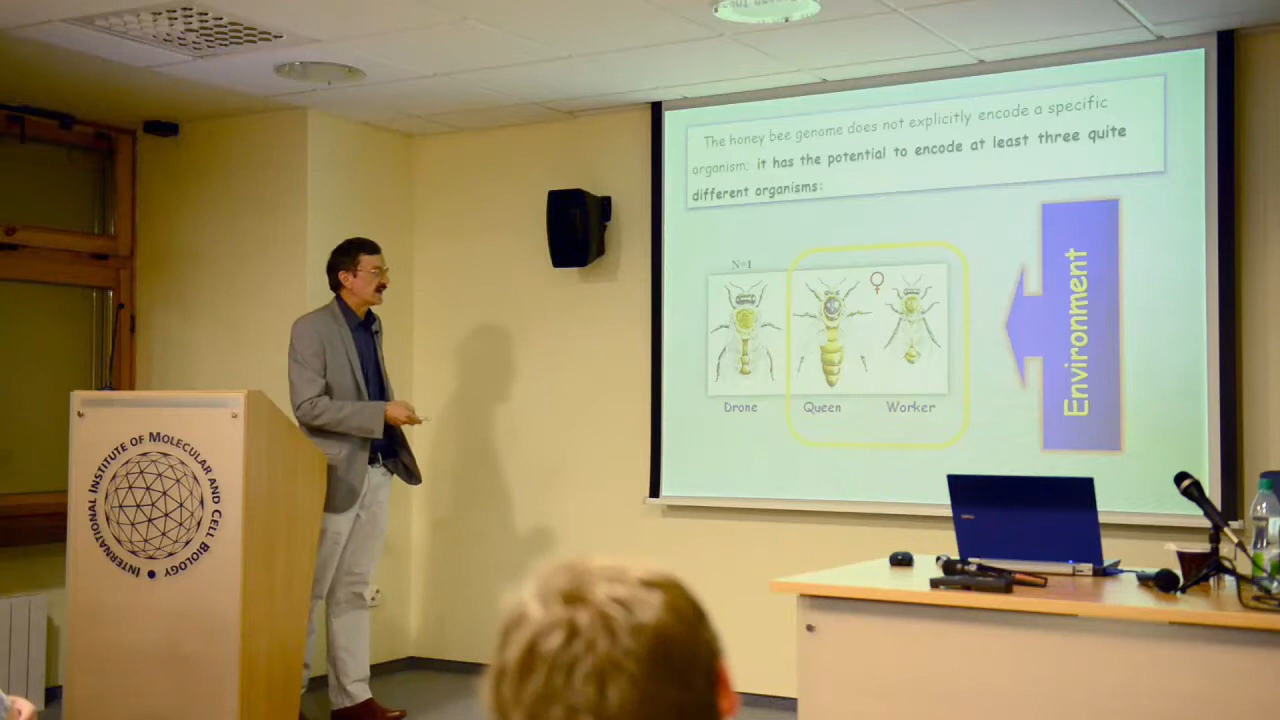 The honey bee genome does not explicitly encode a specific
organism; it has the potential to encode at least three quite
different organisms:
N=1
♀
Drone
Queen
Worker
Environment
INTERNATIONAL INSTITUTE OF MOLECULAR AND CELL BIOLOGY •